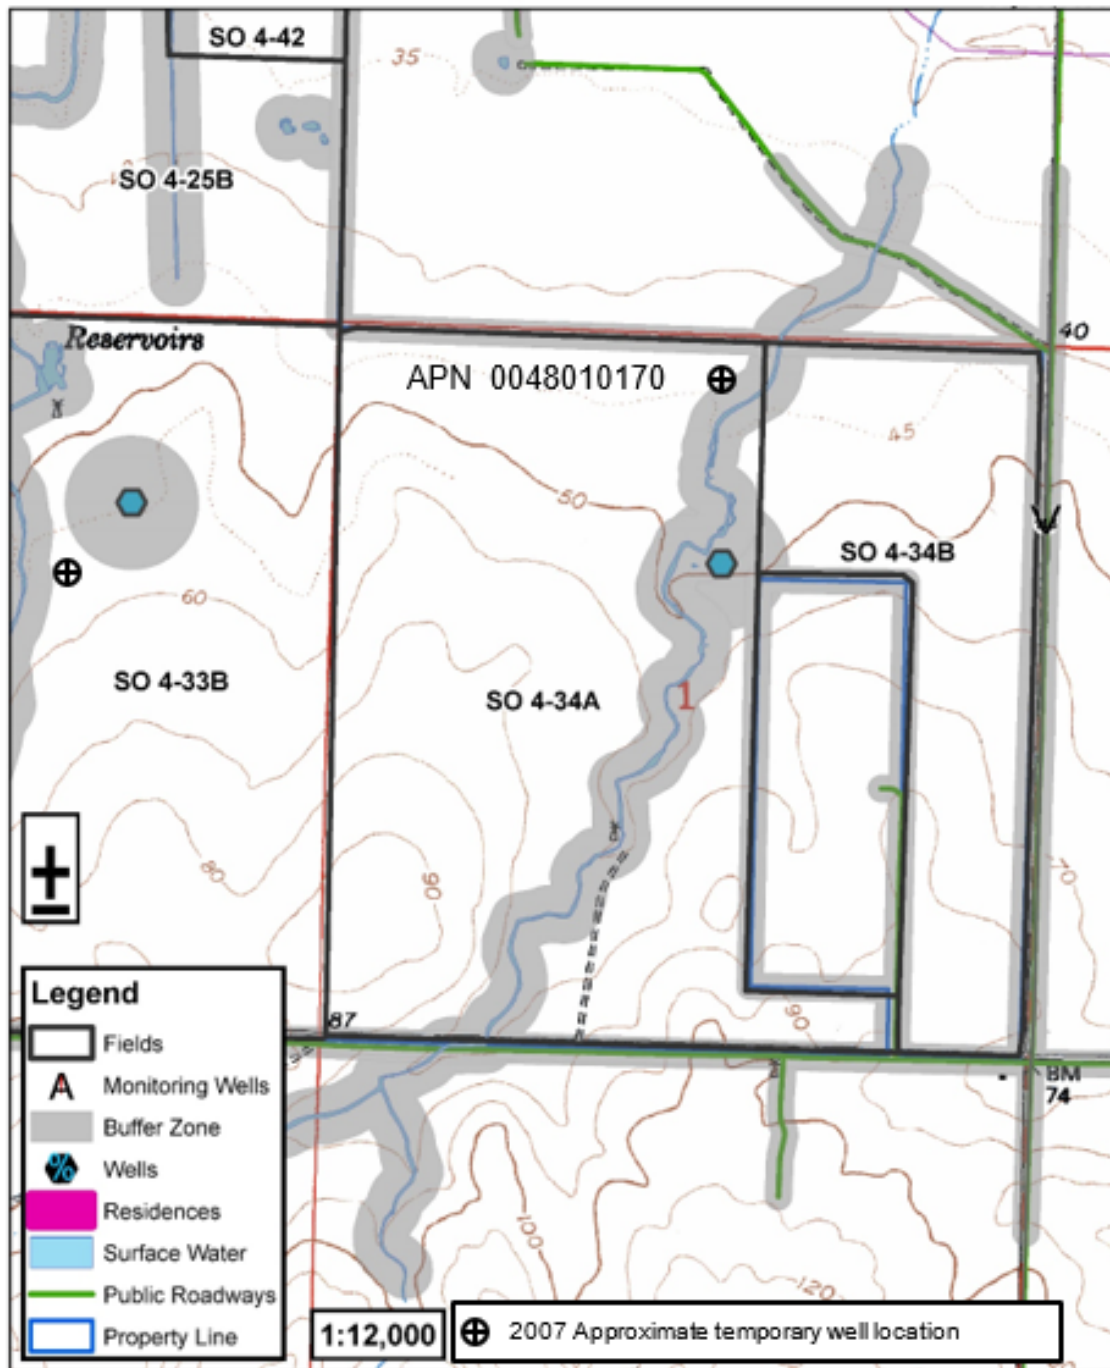 SO 4-42
35
SO 4-25B
Reservoirs
40
APN 0048010170
45
50
SO 4-34B
60
SO 4-33B
SO 4-34A
1
80
90
70
Legend
Fields
Monitoring Wells
Buffer Zone
% Wells
Residences
Surface Water
Public Roadways
Property Line
87
90
BM
74
100
120
1:12,000
2007 Approximate temporary well location